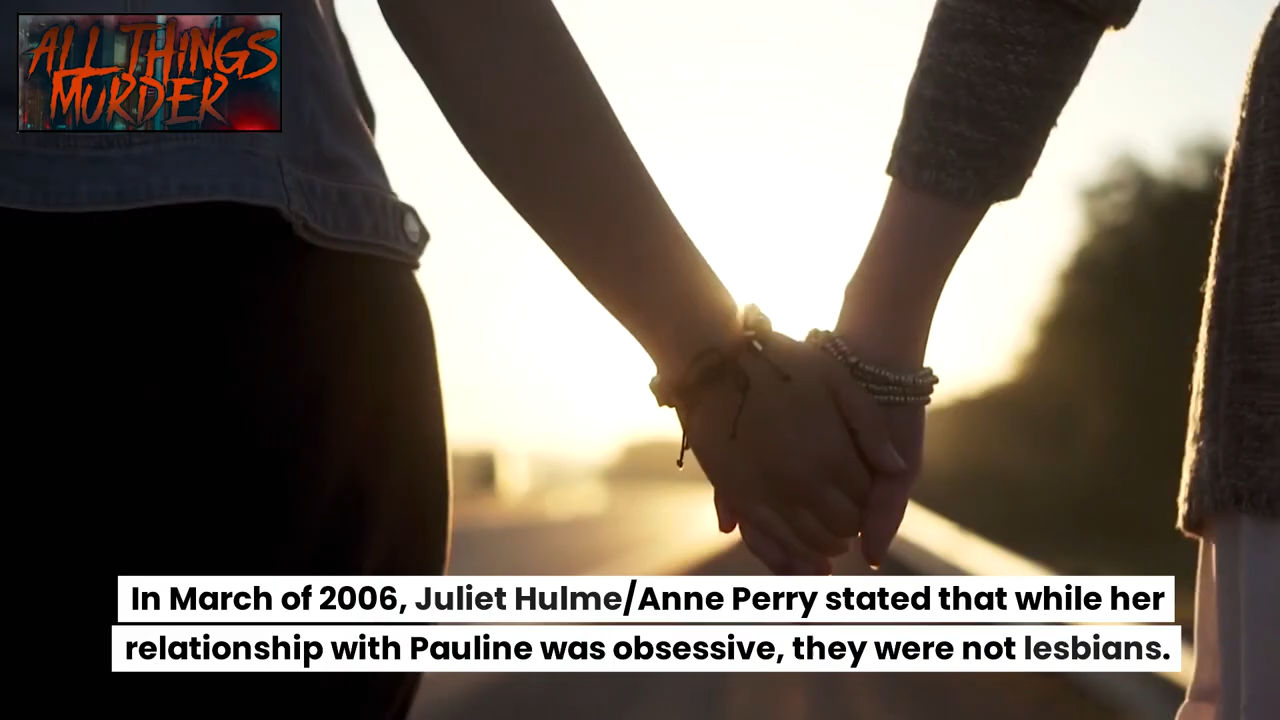 ALL THINGS
MURDER
In March of 2006, Juliet Hulme/Anne Perry stated that while her
relationship with Pauline was obsessive, they were not lesbians.